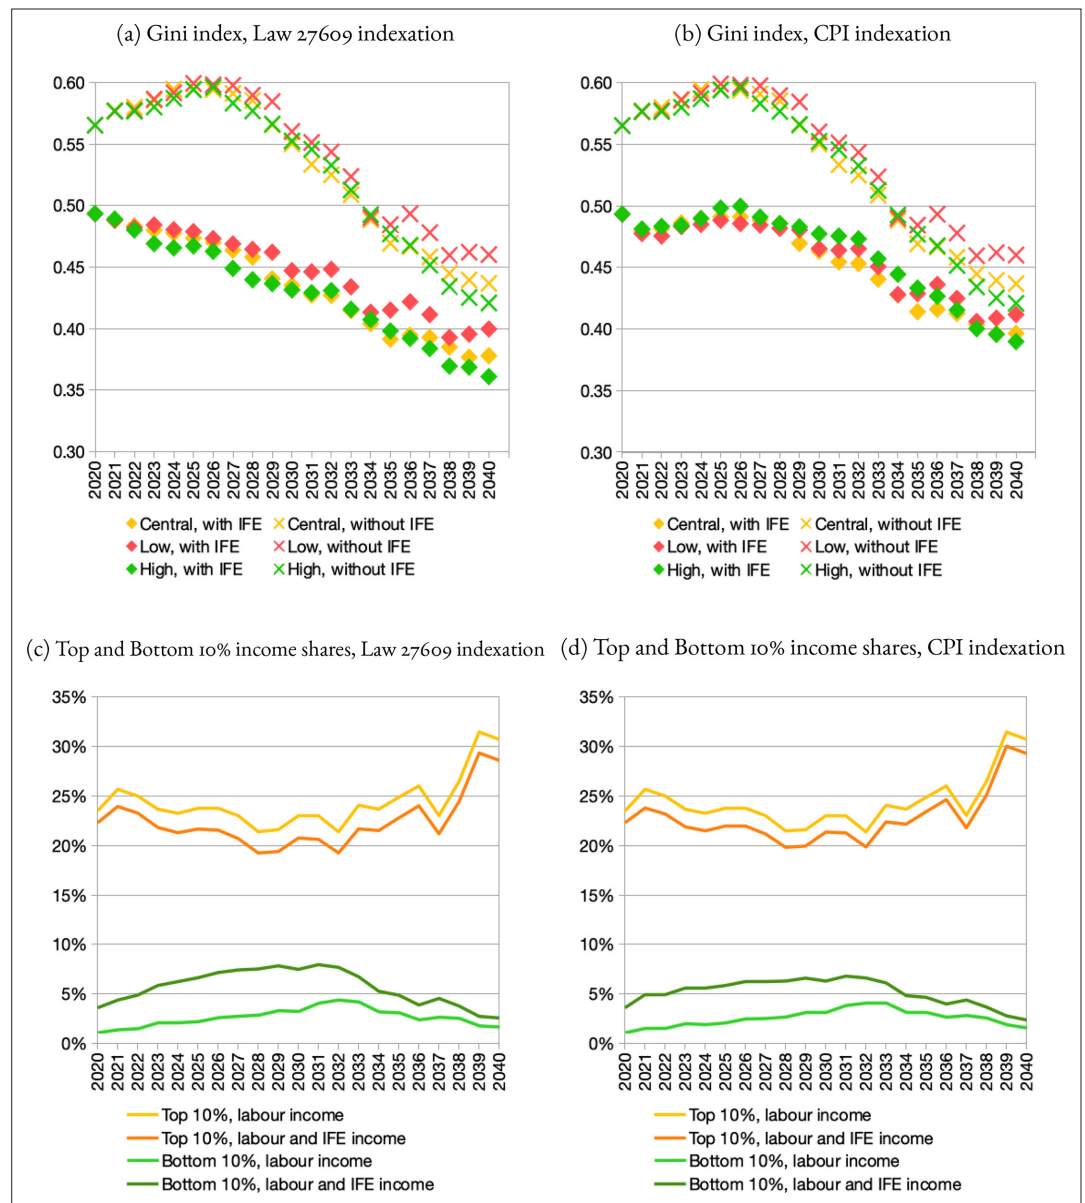 (a) Gini index, Law 27609 indexation
0.60
0.55
0.50
0.45
0.40
0.35
0.30
2020 2021 2022 2023 2024 2025 2026 2027 2028 2029 2030 2031 2032 2033 2034 2035 2036 2037 2038 2039 2040
Central, with IFE Central, without IFE
Low, with IFE Low, without IFE
High, with IFE High, without IFE
(b) Gini index, CPI indexation
0.60
0.55
0.50
0.45
0.40
0.35
0.30
2020 2021 2022 2023 2024 2025 2026 2027 2028 2029 2030 2031 2032 2033 2034 2035 2036 2037 2038 2039 2040
Central, with IFE Central, without IFE
Low, with IFE Low, without IFE
High, with IFE High, without IFE
(c) Top and Bottom 10% income shares, Law 27609 indexation
35%
30%
25%
20%
15%
10%
5%
0%
2020 2021 2022 2023 2024 2025 2026 2027 2028 2029 2030 2031 2032 2033 2034 2035 2036 2037 2038 2039 2040
Top 10%, labour income
Top 10%, labour and IFE income
Bottom 10%, labour income
Bottom 10%, labour and IFE income
(d) Top and Bottom 10% income shares, CPI indexation
35%
30%
25%
20%
15%
10%
5%
0%
2020 2021 2022 2023 2024 2025 2026 2027 2028 2029 2030 2031 2032 2033 2034 2035 2036 2037 2038 2039 2040
Top 10%, labour income
Top 10%, labour and IFE income
Bottom 10%, labour income
Bottom 10%, labour and IFE income